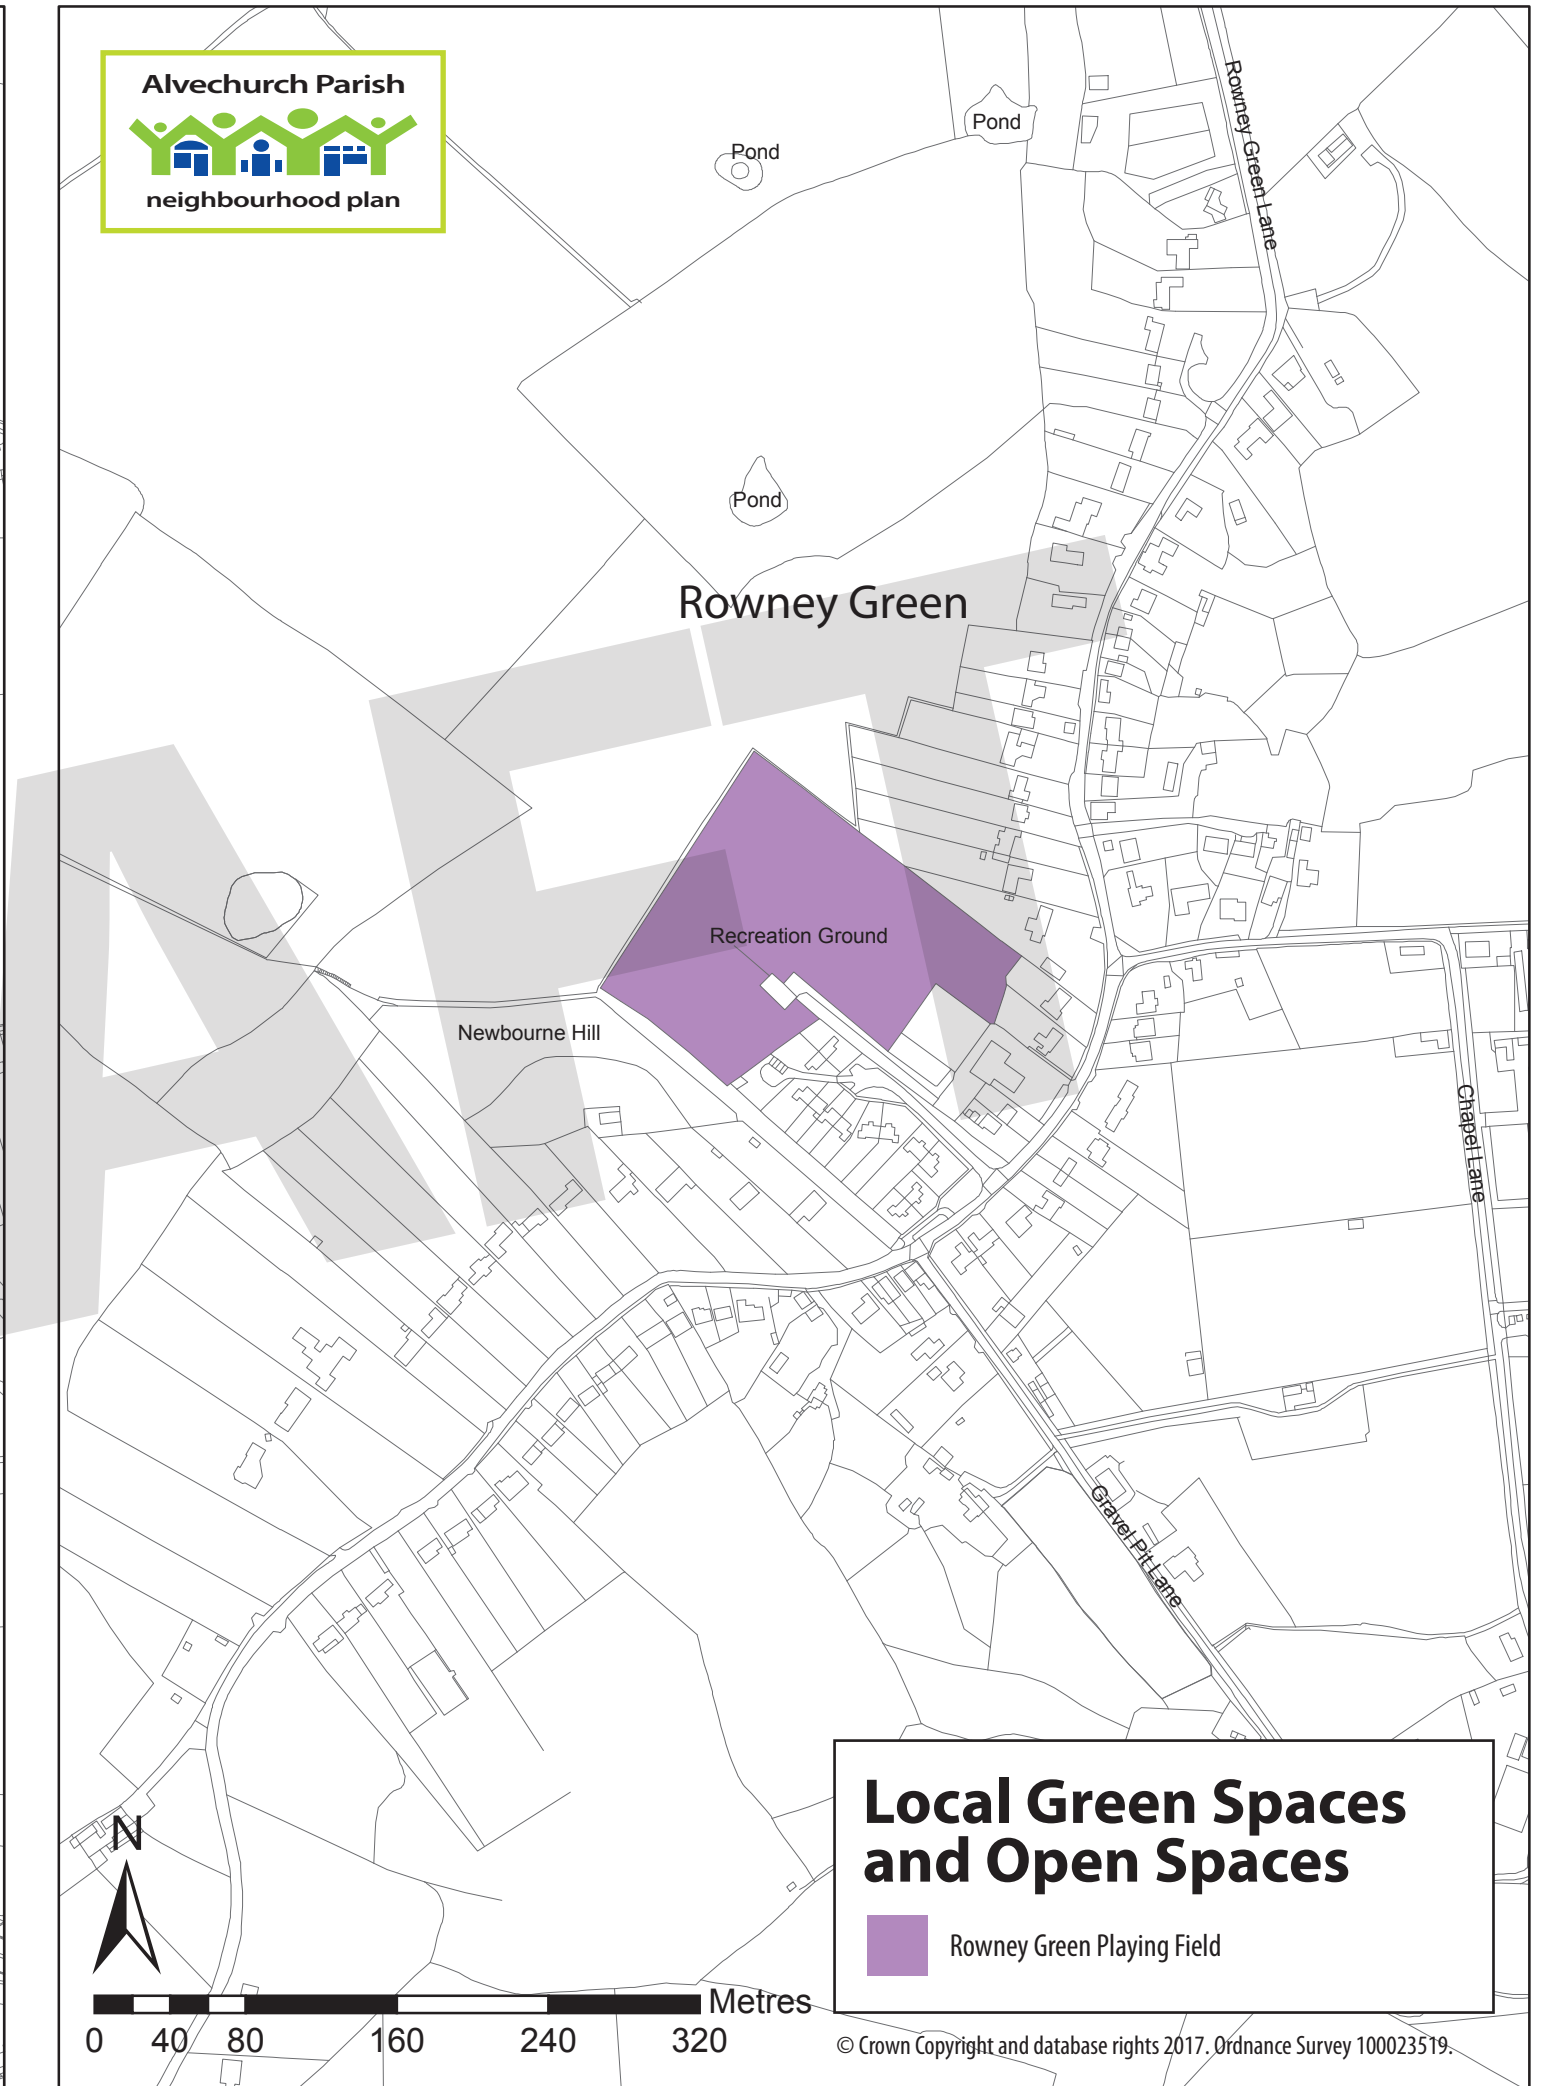 Alvechurch Parish
neighbourhood plan
Pond
Pond
Rowney Green Lane
Pond
Rowney Green
Recreation Ground
Newbourne Hill
Chapel Lane
Gravel Pit Lane
AFT
Local Green Spaces
and Open Spaces
Rowney Green Playing Field
N
Metres
0 40 80 160 240 320
© Crown Copyright and database rights 2017. Ordnance Survey 100023519.